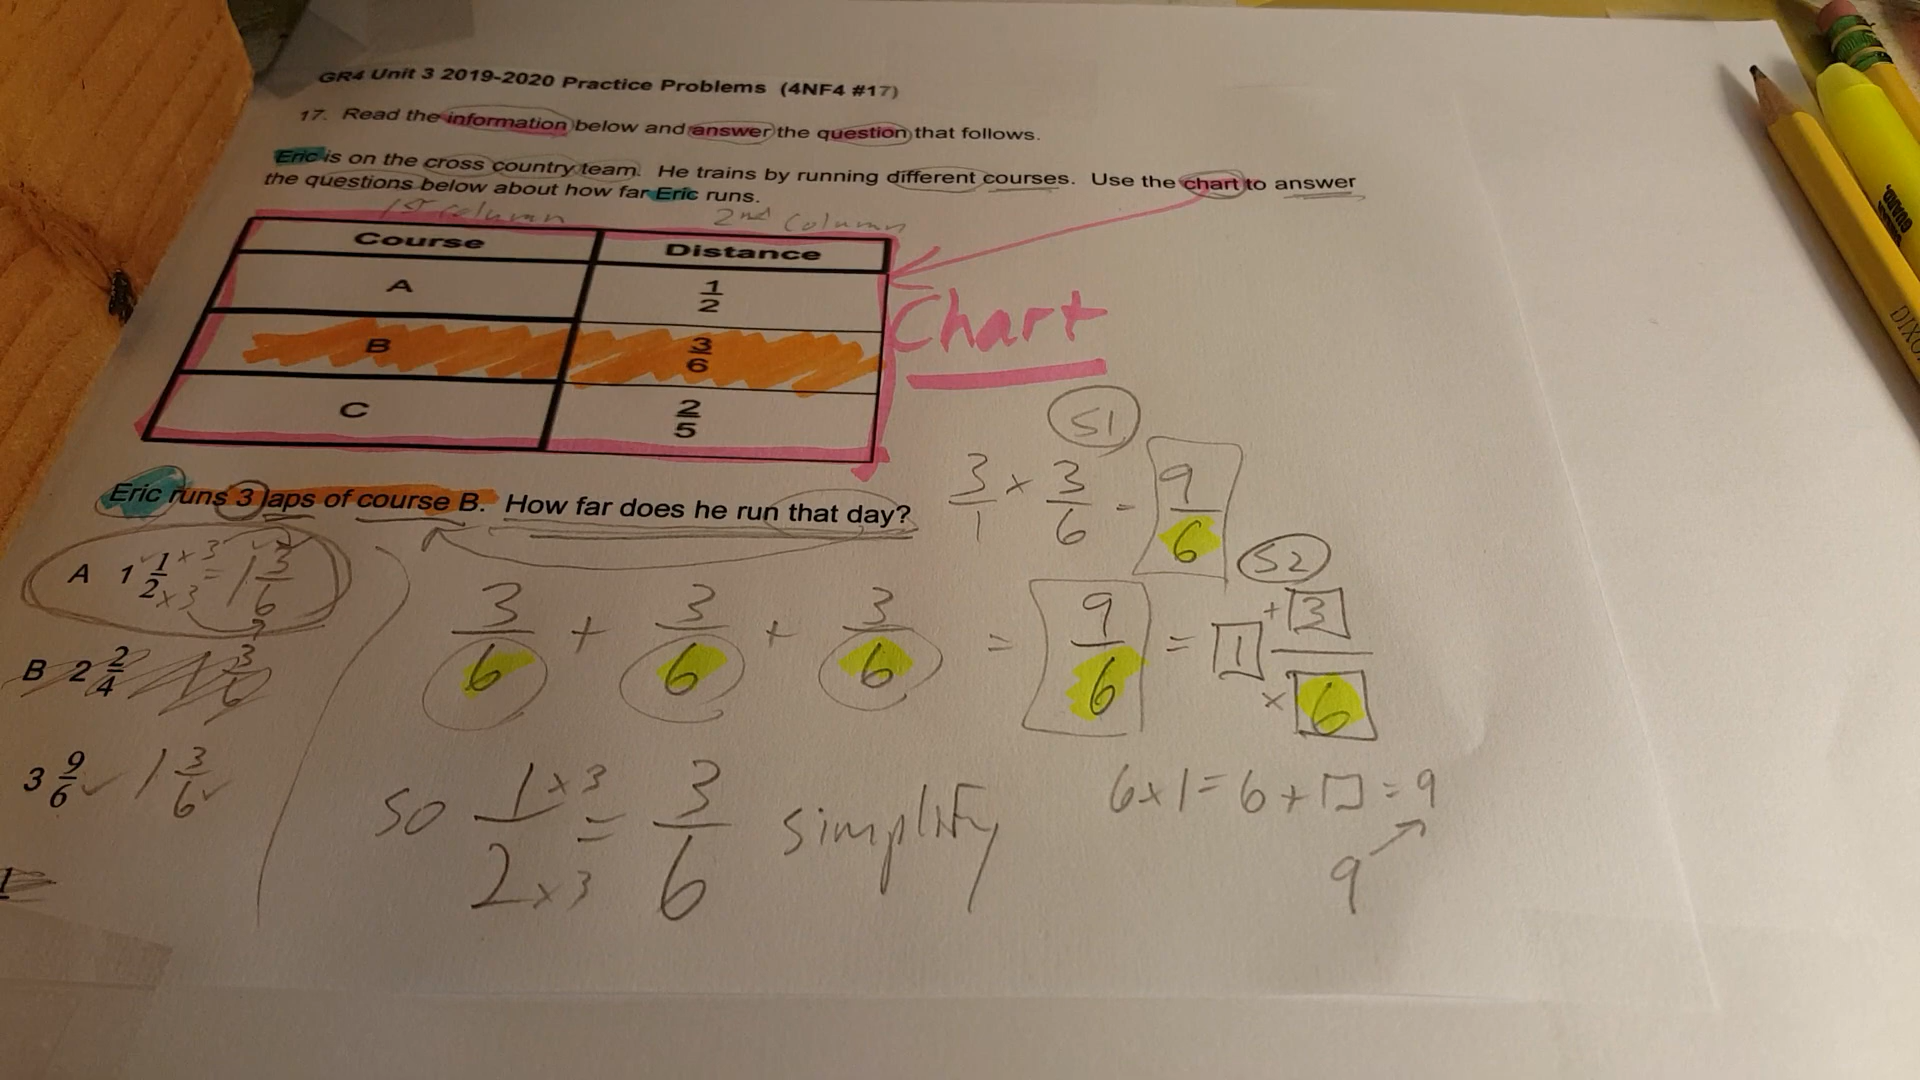 GR4 Unit 3 2019-2020 Practice Problems (4NF4 #17)
17. Read the information below and answer the question that follows.
Eric is on the cross country team. He trains by running different courses. Use the chart to answer
the questions below about how far Eric runs.
1st column 2nd Column
Course Distance
A 1/2
B 3/6
C 2/5
Chart
Eric runs 3 laps of course B. How far does he run that day?
S1
3/1 × 3/6 = 9/6
A 1 1/2 ×3 ×3 = 1 3/6
B 2 2/4
3 9/6 1 3/6
S2
3/6 + 3/6 + 3/6 = 9/6 = 1 + 3 × 6
6×1=6+□=9
9
so 1 ×3 / 2 ×3 = 3/6 simplify
DIXO